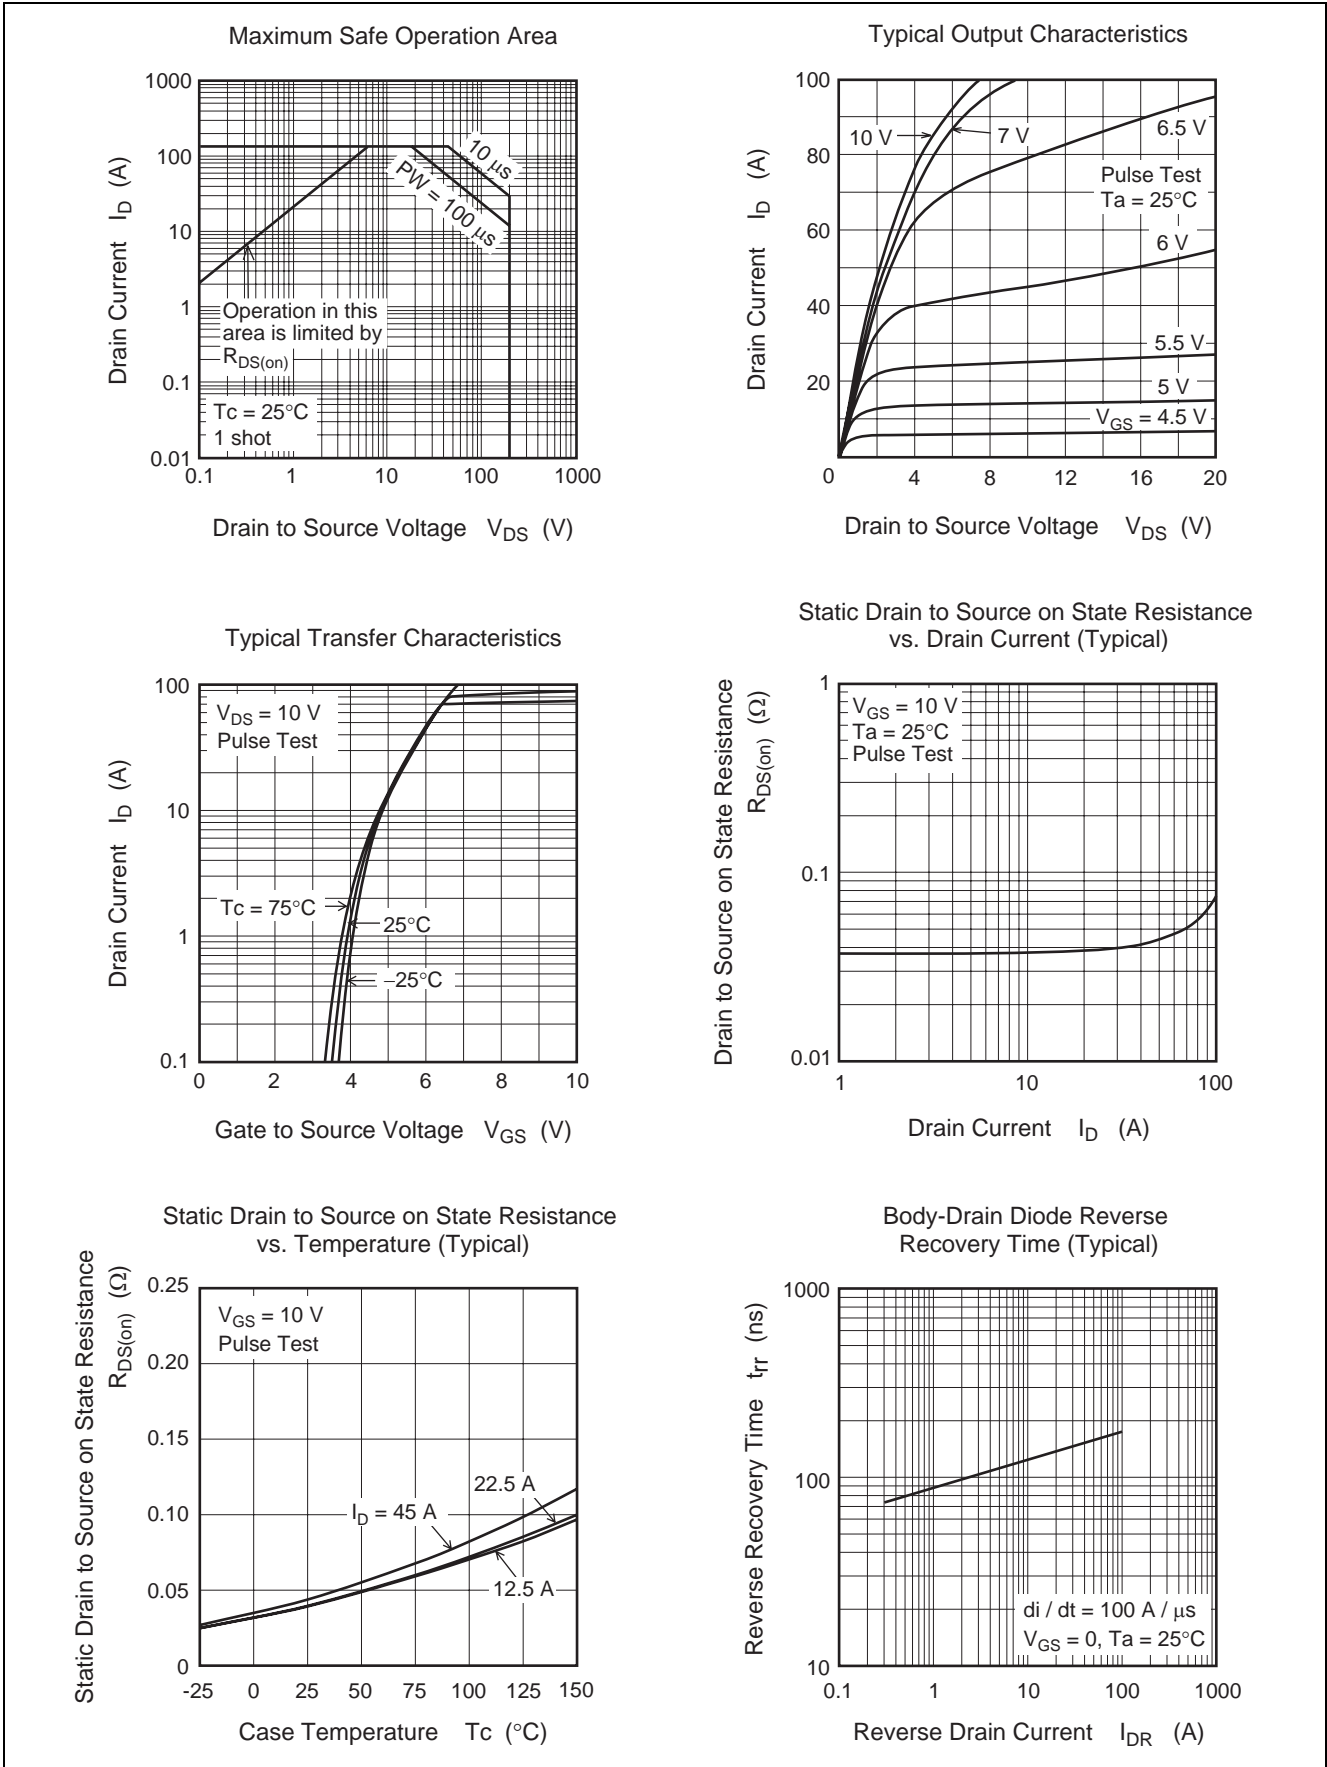 Maximum Safe Operation Area
1000
100
10
1
0.1
0.01
Drain Current I_D (A)
10 μs
PW = 100 μs
Operation in this
area is limited by
R_DS(on)
Tc = 25°C
1 shot
0.1 1 10 100 1000
Drain to Source Voltage V_DS (V)
Typical Output Characteristics
100
80
60
40
20
0
Drain Current I_D (A)
10 V
7 V
6.5 V
Pulse Test
Ta = 25°C
6 V
5.5 V
5 V
V_GS = 4.5 V
4 8 12 16 20
Drain to Source Voltage V_DS (V)
Typical Transfer Characteristics
100
10
1
0.1
Drain Current I_D (A)
V_DS = 10 V
Pulse Test
Tc = 75°C
25°C
–25°C
0 2 4 6 8 10
Gate to Source Voltage V_GS (V)
Static Drain to Source on State Resistance
vs. Drain Current (Typical)
1
0.1
0.01
Drain to Source on State Resistance
R_DS(on) (Ω)
V_GS = 10 V
Ta = 25°C
Pulse Test
1 10 100
Drain Current I_D (A)
Static Drain to Source on State Resistance
vs. Temperature (Typical)
0.25
0.20
0.15
0.10
0.05
0
Static Drain to Source on State Resistance
R_DS(on) (Ω)
V_GS = 10 V
Pulse Test
22.5 A
I_D = 45 A
12.5 A
-25 0 25 50 75 100 125 150
Case Temperature Tc (°C)
Body-Drain Diode Reverse
Recovery Time (Typical)
1000
100
10
Reverse Recovery Time t_rr (ns)
di / dt = 100 A / μs
V_GS = 0, Ta = 25°C
0.1 1 10 100 1000
Reverse Drain Current I_DR (A)